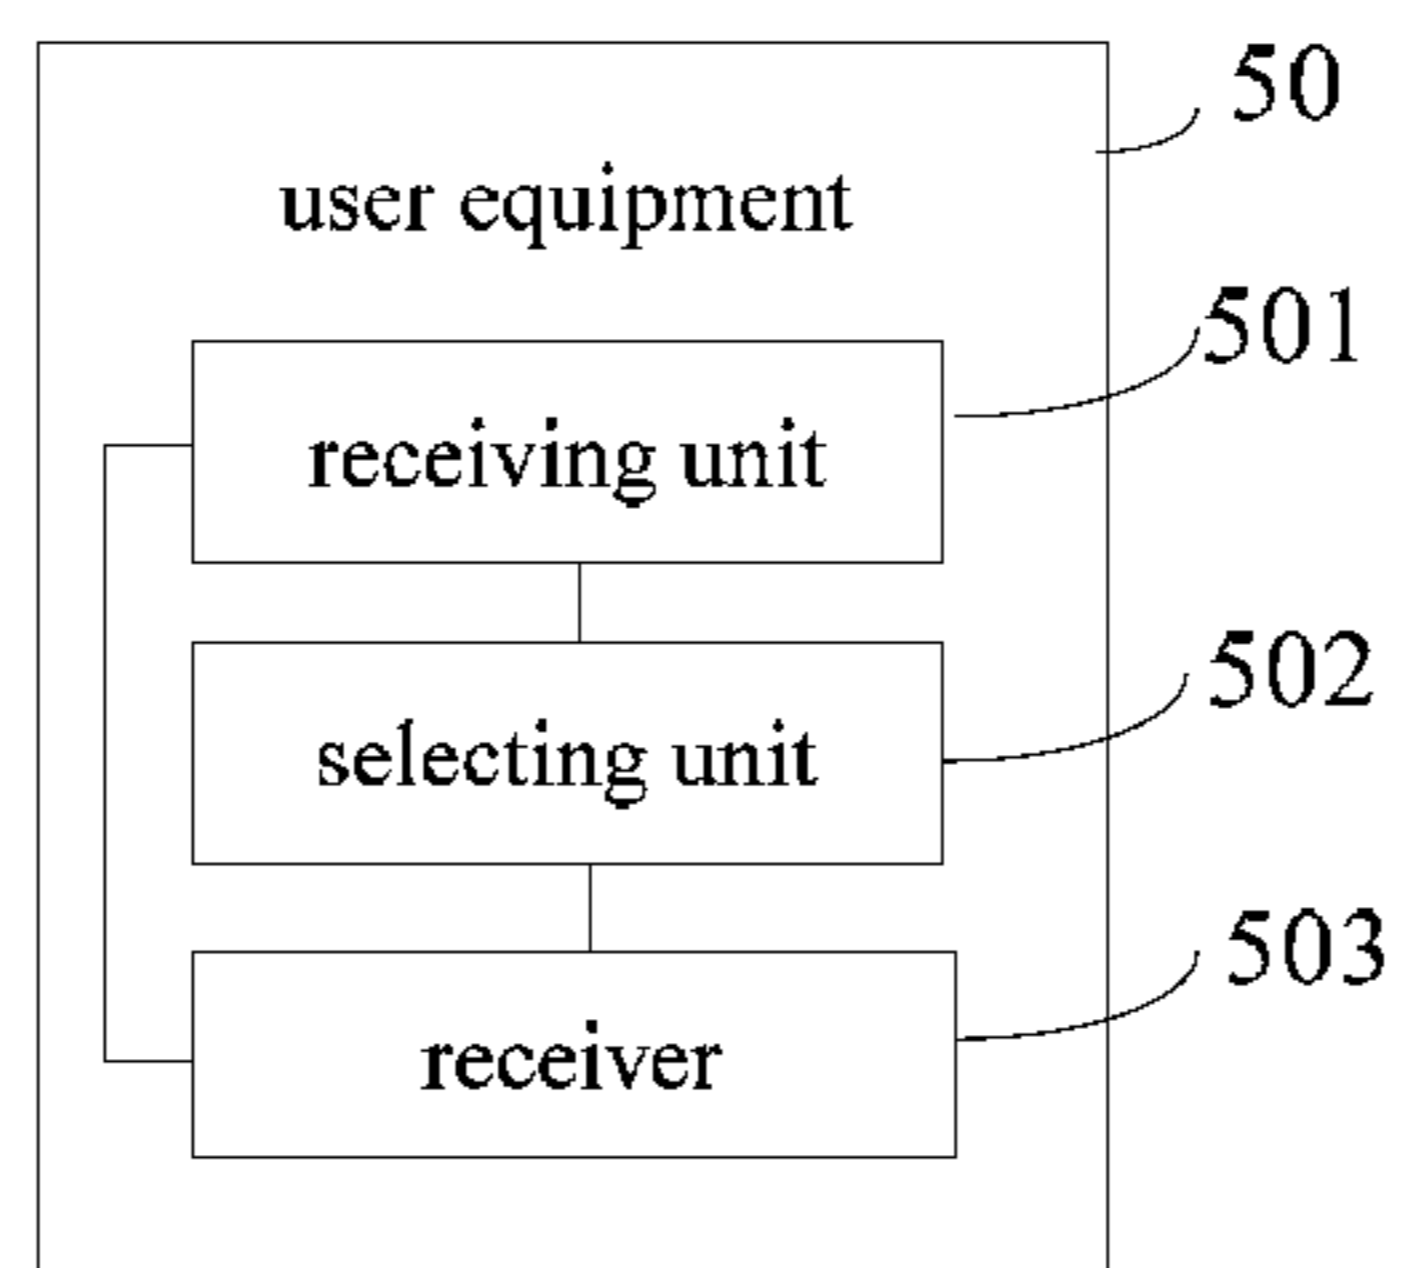 50
user equipment
501
receiving unit
502
selecting unit
503
receiver